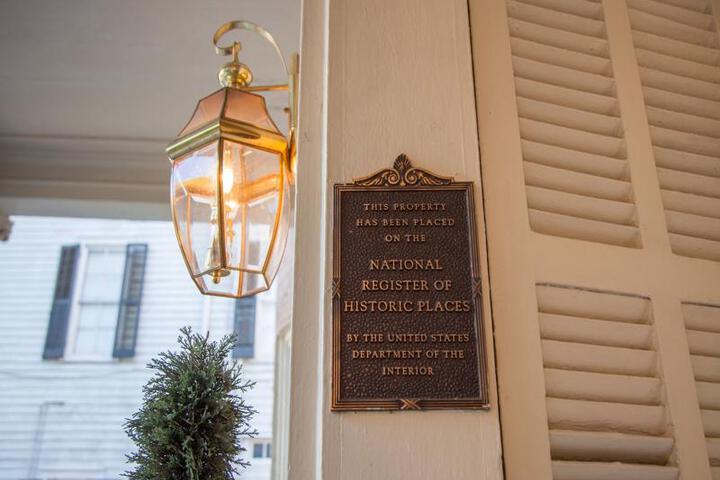 THIS PROPERTY
HAS BEEN PLACED
ON THE
NATIONAL
REGISTER OF
HISTORIC PLACES
BY THE UNITED STATES
DEPARTMENT OF THE
INTERIOR